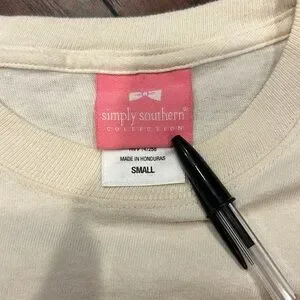 simply southern®
COLLECTION
MADE IN HONDURAS
SMALL